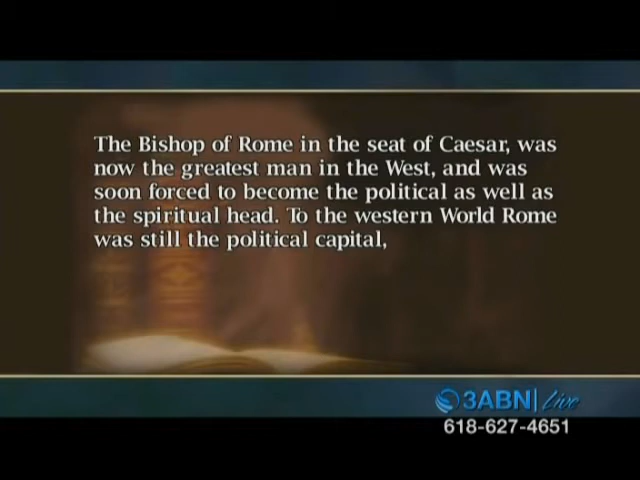 The Bishop of Rome in the seat of Caesar, was
now the greatest man in the West, and was
soon forced to become the political as well as
the spiritual head. To the western World Rome
was still the political capital,
3ABN Live
618-627-4651